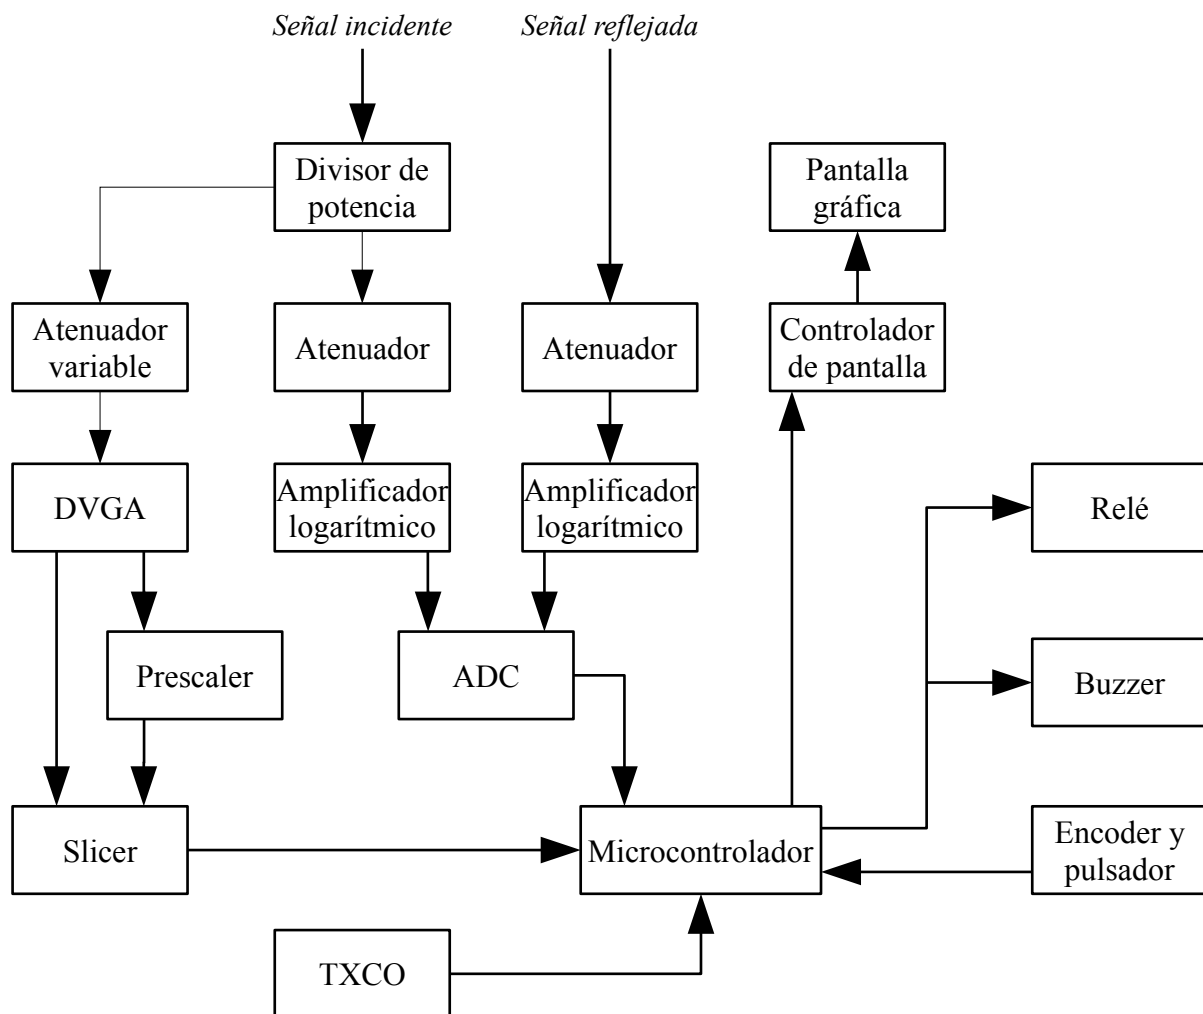 Señal incidente
Señal reflejada
Divisor de
potencia
Pantalla
gráfica
Atenuador
variable
Atenuador
Atenuador
Controlador
de pantalla
DVGA
Amplificador
logarítmico
Amplificador
logarítmico
Relé
Prescaler
ADC
Buzzer
Slicer
Microcontrolador
Encoder y
pulsador
TXCO